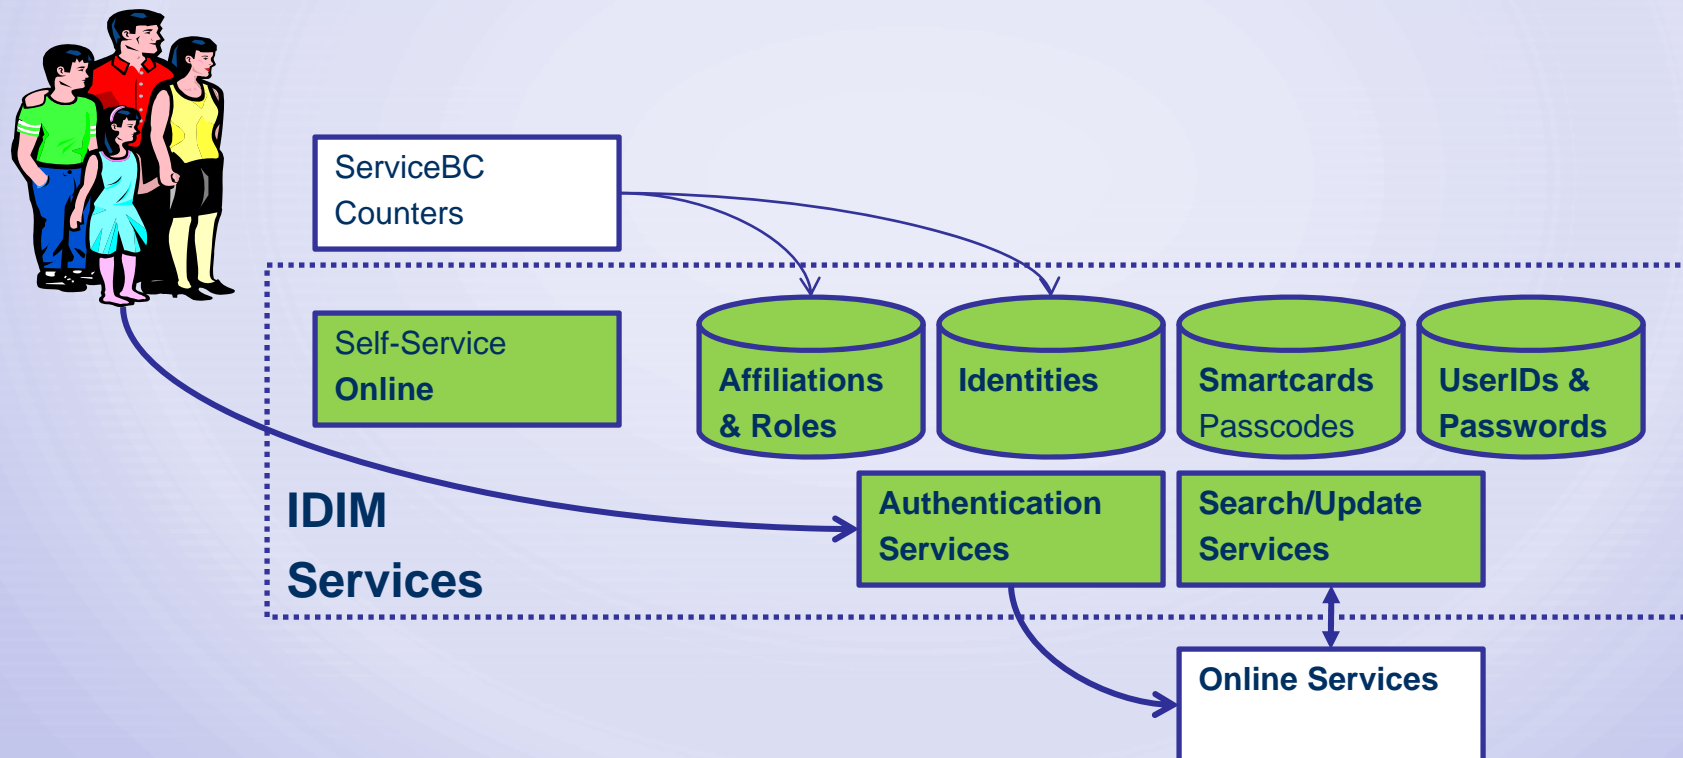 ServiceBC
Counters
Self-Service
Online
Affiliations
& Roles
Identities
Smartcards
Passcodes
UserIDs &
Passwords
IDIM
Services
Authentication
Services
Search/Update
Services
Online Services